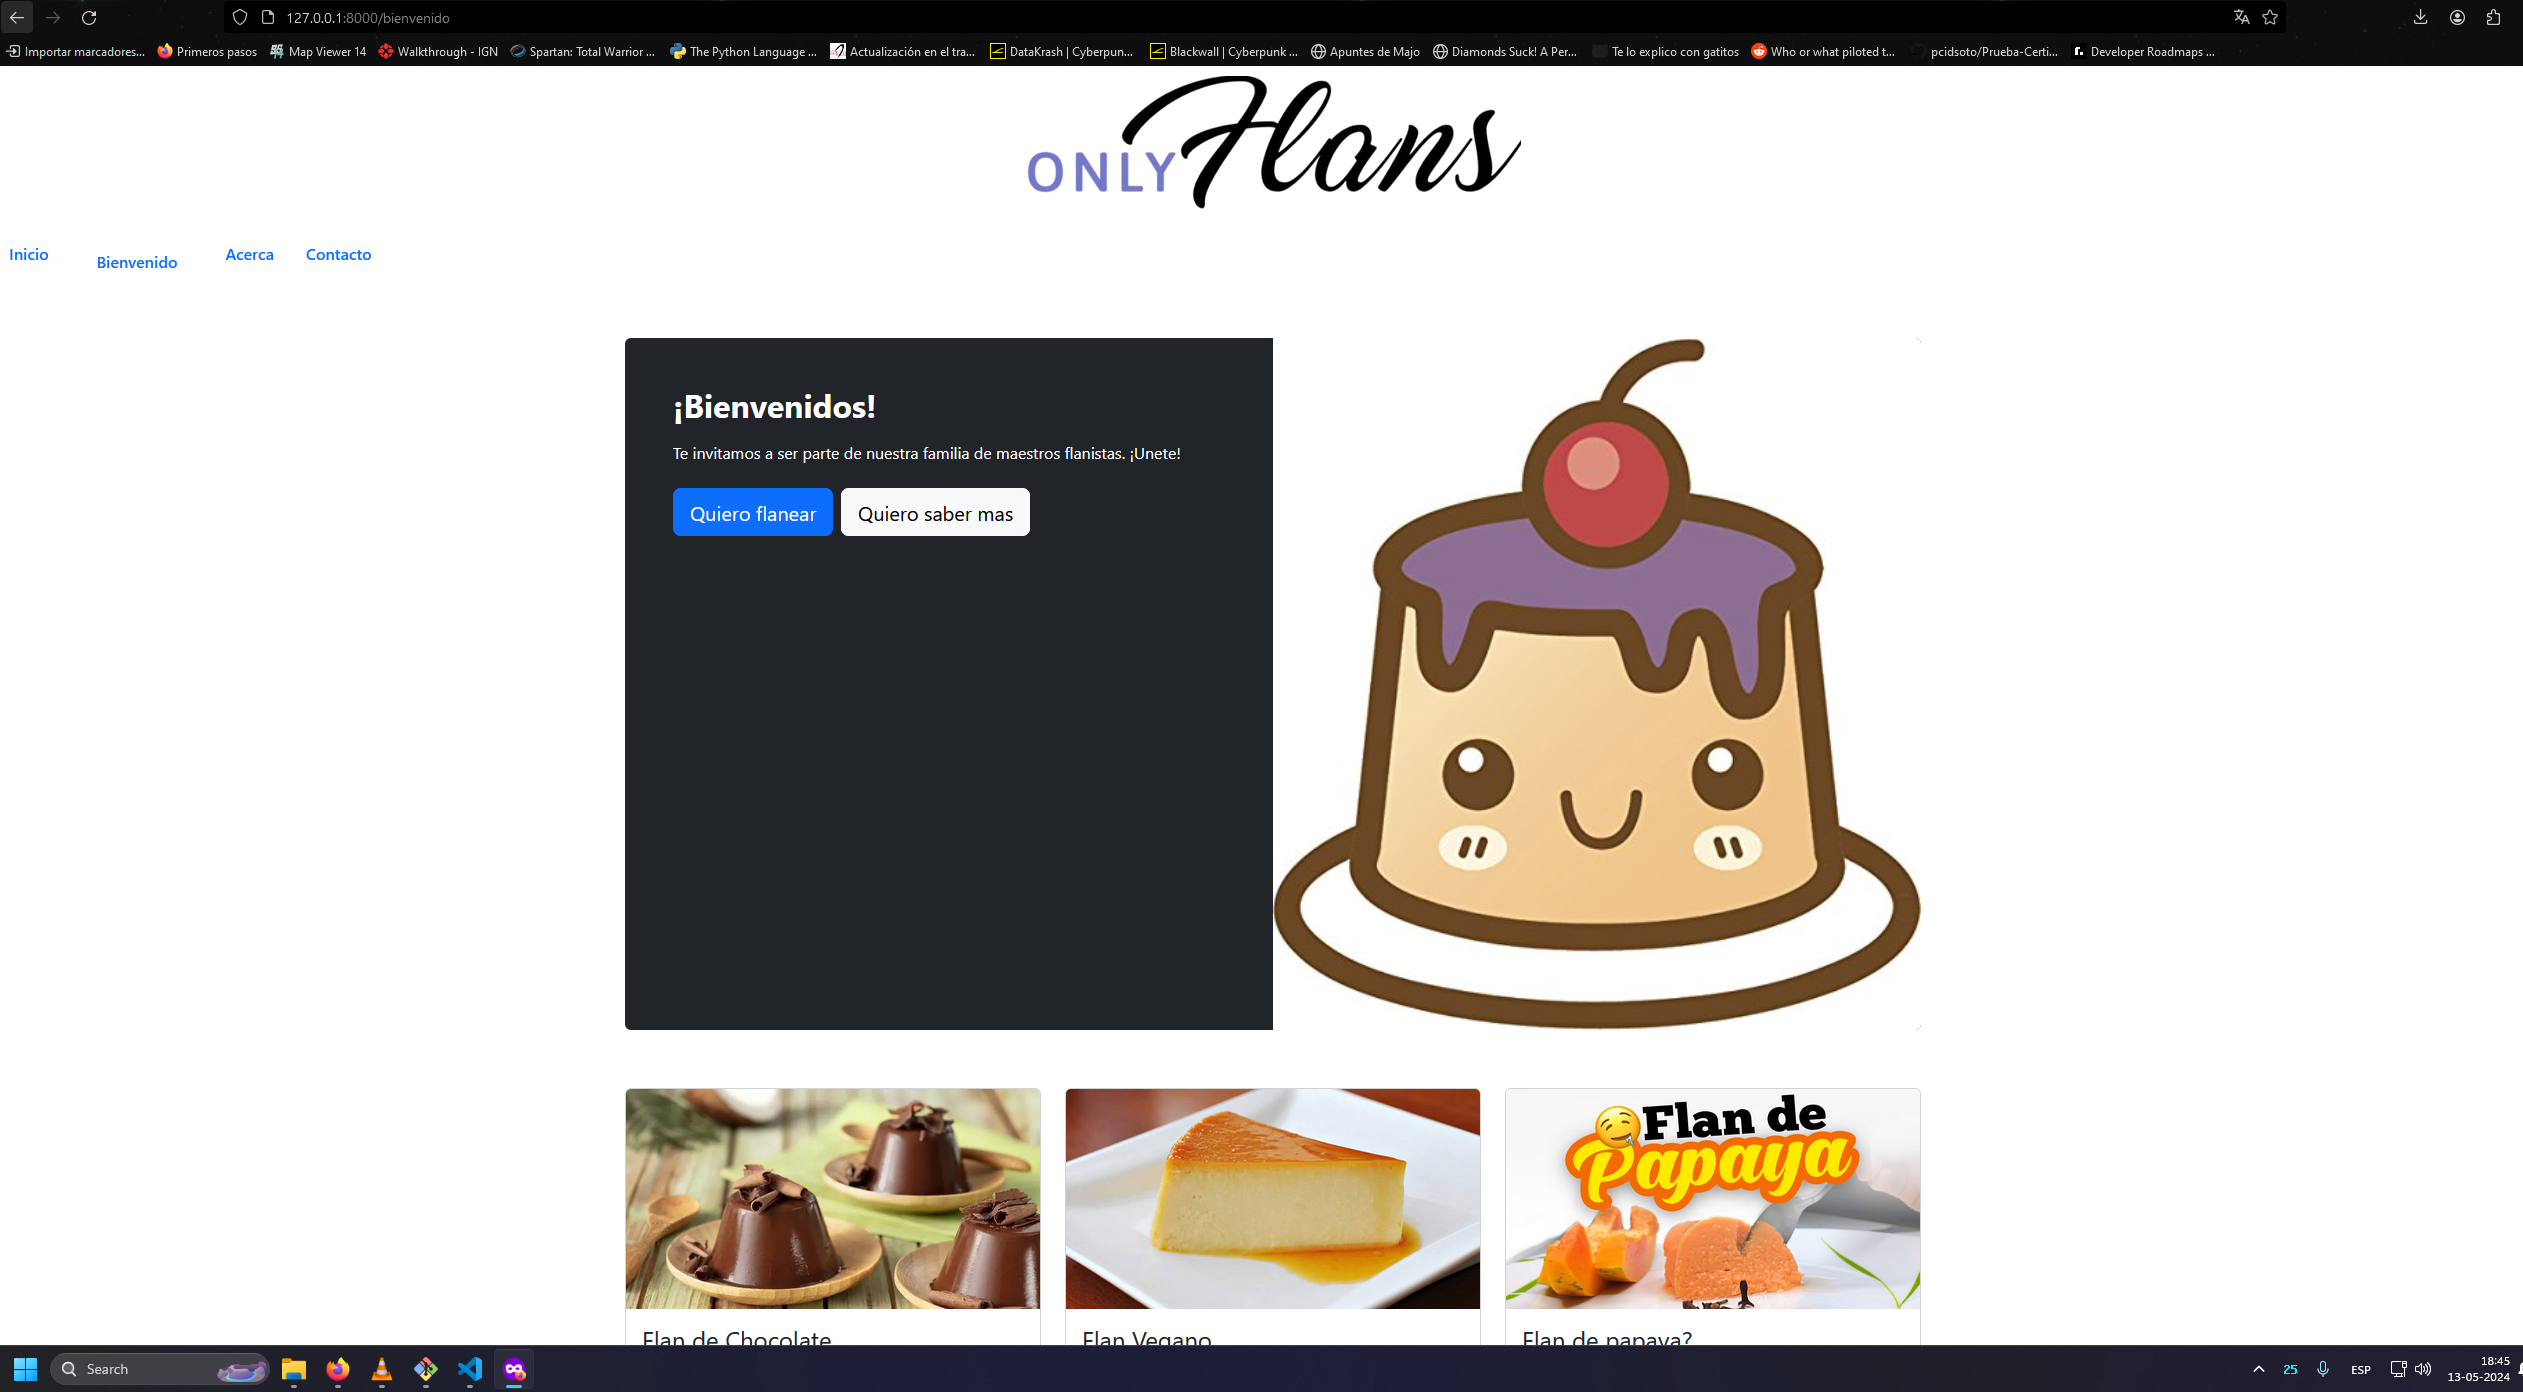 127.0.0.1:8000/bienvenido
Importar marcadores... Primeros pasos Map Viewer 14 Walkthrough - IGN Spartan: Total Warrior ... The Python Language ... Actualización en el tra... DataKrash | Cyberpun... Blackwall | Cyberpunk ... Apuntes de Majo Diamonds Suck! A Per... Te lo explico con gatitos Who or what piloted t... pcidsoto/Prueba-Certi... Developer Roadmaps ...
ONLY Flans
Inicio Bienvenido Acerca Contacto
¡Bienvenidos!
Te invitamos a ser parte de nuestra familia de maestros flanistas. ¡Unete!
Quiero flanear Quiero saber mas
Flan de
Papaya
Flan de Chocolate Flan Vegano Flan de papaya?
Search 25 ESP 18:45
13-05-2024